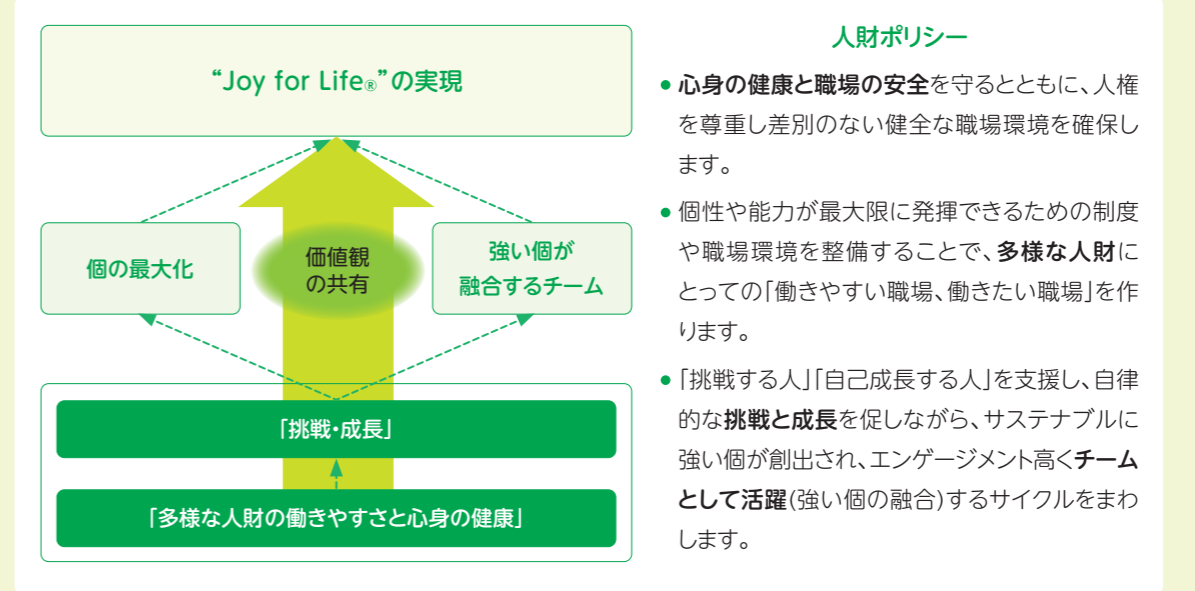 “Joy for Life®”の実現
個の最大化
価値観
の共有
強い個が
融合するチーム
「挑戦・成長」
「多様な人財の働きやすさと心身の健康」
人財ポリシー
● 心身の健康と職場の安全を守るとともに、人権
を尊重し差別のない健全な職場環境を確保し
ます。
● 個性や能力が最大限に発揮できるための制度
や職場環境を整備することで、多様な人財に
とっての「働きやすい職場、働きたい職場」を作
ります。
● 「挑戦する人」「自己成長する人」を支援し、自律
的な挑戦と成長を促しながら、サステナブルに
強い個が創出され、エンゲージメント高くチーム
として活躍(強い個の融合)するサイクルをまわ
します。